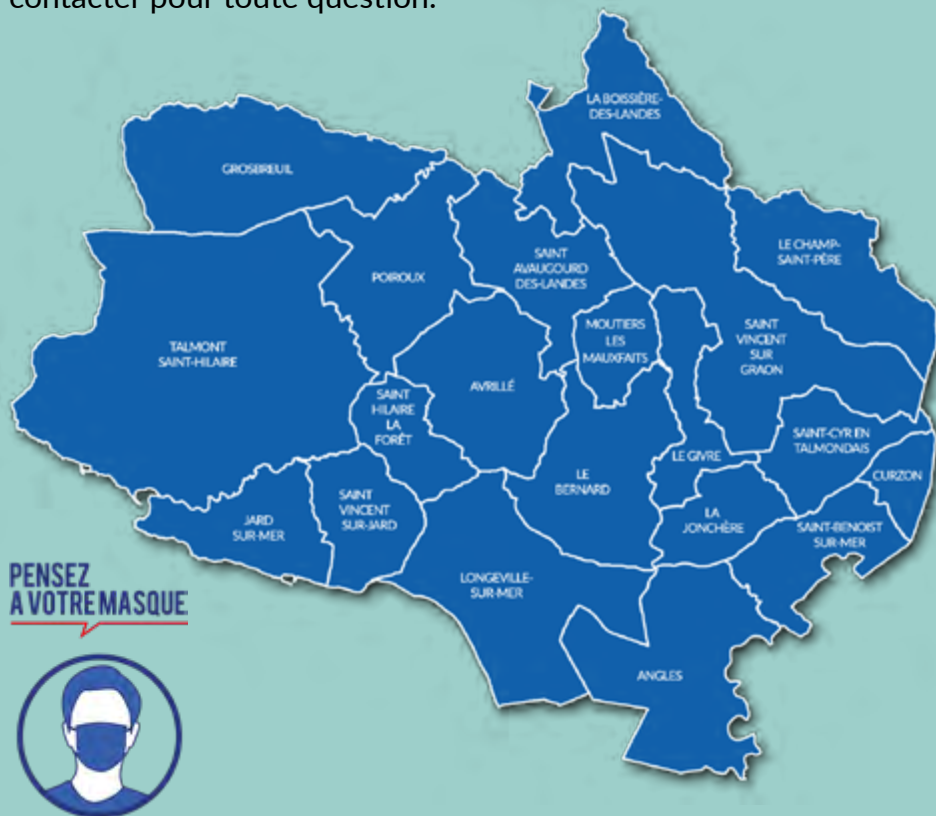 contacter pour toute question.
LA BOISSIÈRE-
DES-LANDES
GROSBREUIL
LE CHAMP-
SAINT-PÈRE
SAINT
AVAUGOURD
DES-LANDES
POIROUX
MOUTIERS
LES
MAUXFAITS
SAINT
VINCENT
SUR
GRAON
TALMONT
SAINT-HILAIRE
AVRILLÉ
SAINT
HILAIRE
LA
FORÊT
SAINT-CYR EN
TALMONDAIS
LE GIVRE
CURZON
LE
BERNARD
SAINT
VINCENT
SUR-JARD
JARD
SUR-MER
LA
JONCHÈRE
SAINT-BENOIST
SUR-MER
LONGEVILLE-
SUR-MER
ANGLES
PENSEZ
A VOTRE MASQUE